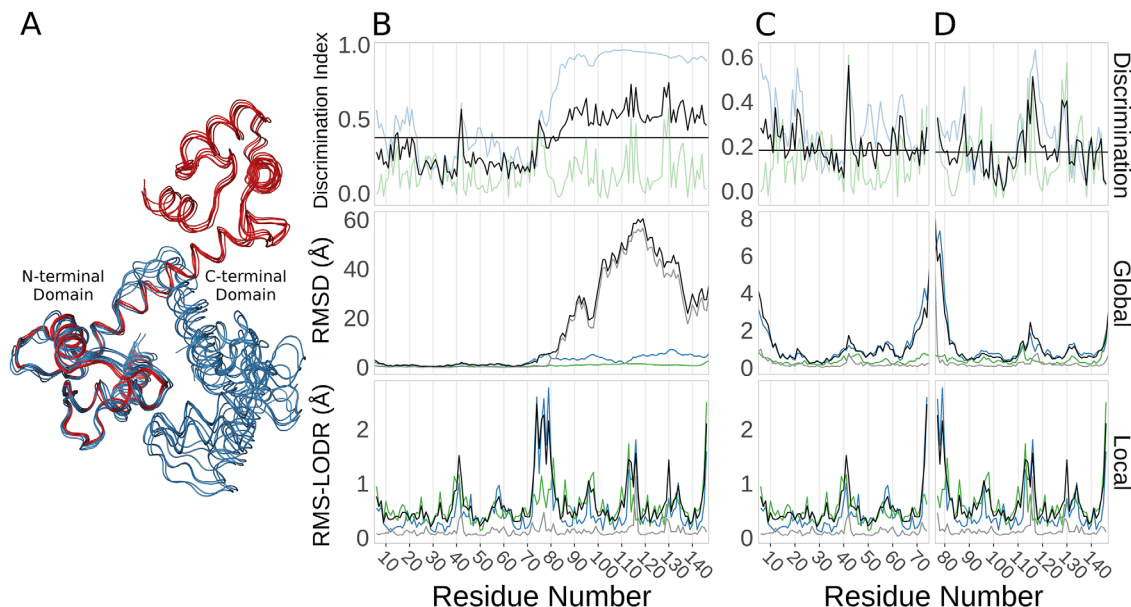 A
B
C
D
N-terminal
Domain
C-terminal
Domain
Discrimination Index
1.0
0.5
0.0
0.6
0.4
0.2
0.0
Discrimination
RMSD (Å)
60
40
20
0
8
6
4
2
0
Global
RMS-LODR (Å)
2
1
0
2
1
0
Local
10 20 30 40 50 60 70 80 90 100 110 120 130 140
10 20 30 40 50 60 70
80 90 100 110 120 130 140
Residue Number
Residue Number